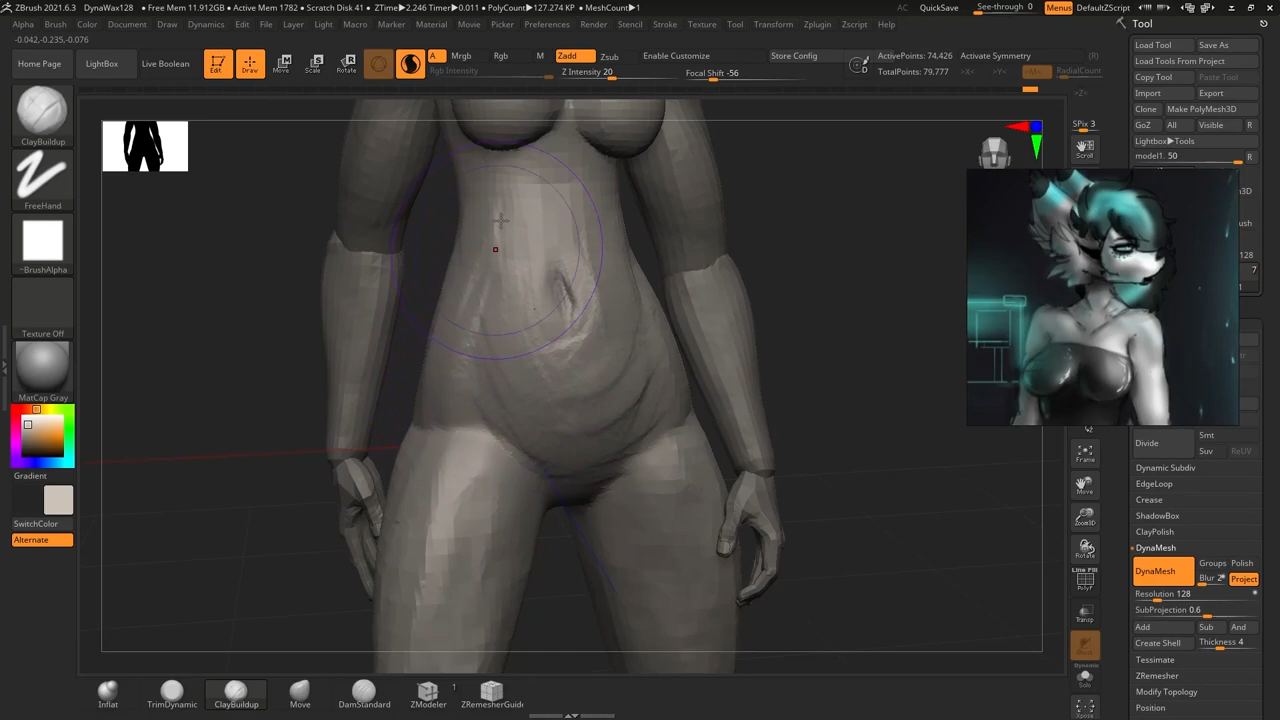 ZBrush 2021.6.3 DynaWax128 • Free Mem 11.912GB • Active Mem 1782 • Scratch Disk 41 • ZTime▶2.246 Timer▶0.011 • PolyCount▶127.274 KP • MeshCount▶1 AC QuickSave See-through 0 Menus DefaultZScript
Alpha Brush Color Document Draw Dynamics Edit File Layer Light Macro Marker Material Movie Picker Preferences Render Stencil Stroke Texture Tool Transform Zplugin Zscript Help
-0.042,-0.235,-0.076
Home Page LightBox Live Boolean Edit Draw Move Scale Rotate A Mrgb Rgb M Zadd Zsub Enable Customize Store Config ActivePoints: 74,426 Activate Symmetry (R)
Rgb Intensity Z Intensity 20 Focal Shift -56 D TotalPoints: 79,777 >X< >Y< >M< RadialCount
>Z<
SPix 3
Scroll
ClayBuildup
FreeHand
~BrushAlpha
Texture Off
MatCap Gray
Gradient
SwitchColor
Alternate
Frame
Move
Zoom3D
Rotate
Line Fill
PolyF
Transp
Dynamic
Solo
Xpose
Tool
Load Tool Save As
Load Tools From Project
Copy Tool Paste Tool
Import Export
Clone Make PolyMesh3D
GoZ All Visible R
Lightbox▶Tools
model1. 50 R
Divide Smt
Suv ReUV
Dynamic Subdiv
EdgeLoop
Crease
ShadowBox
ClayPolish
DynaMesh
DynaMesh Groups Polish
Blur 2 Project
Resolution 128
SubProjection 0.6
Add Sub And
Create Shell Thickness 4
Tessimate
ZRemesher
Modify Topology
Position
Inflat TrimDynamic ClayBuildup Move DamStandard ZModeler 1 ZRemesherGuide